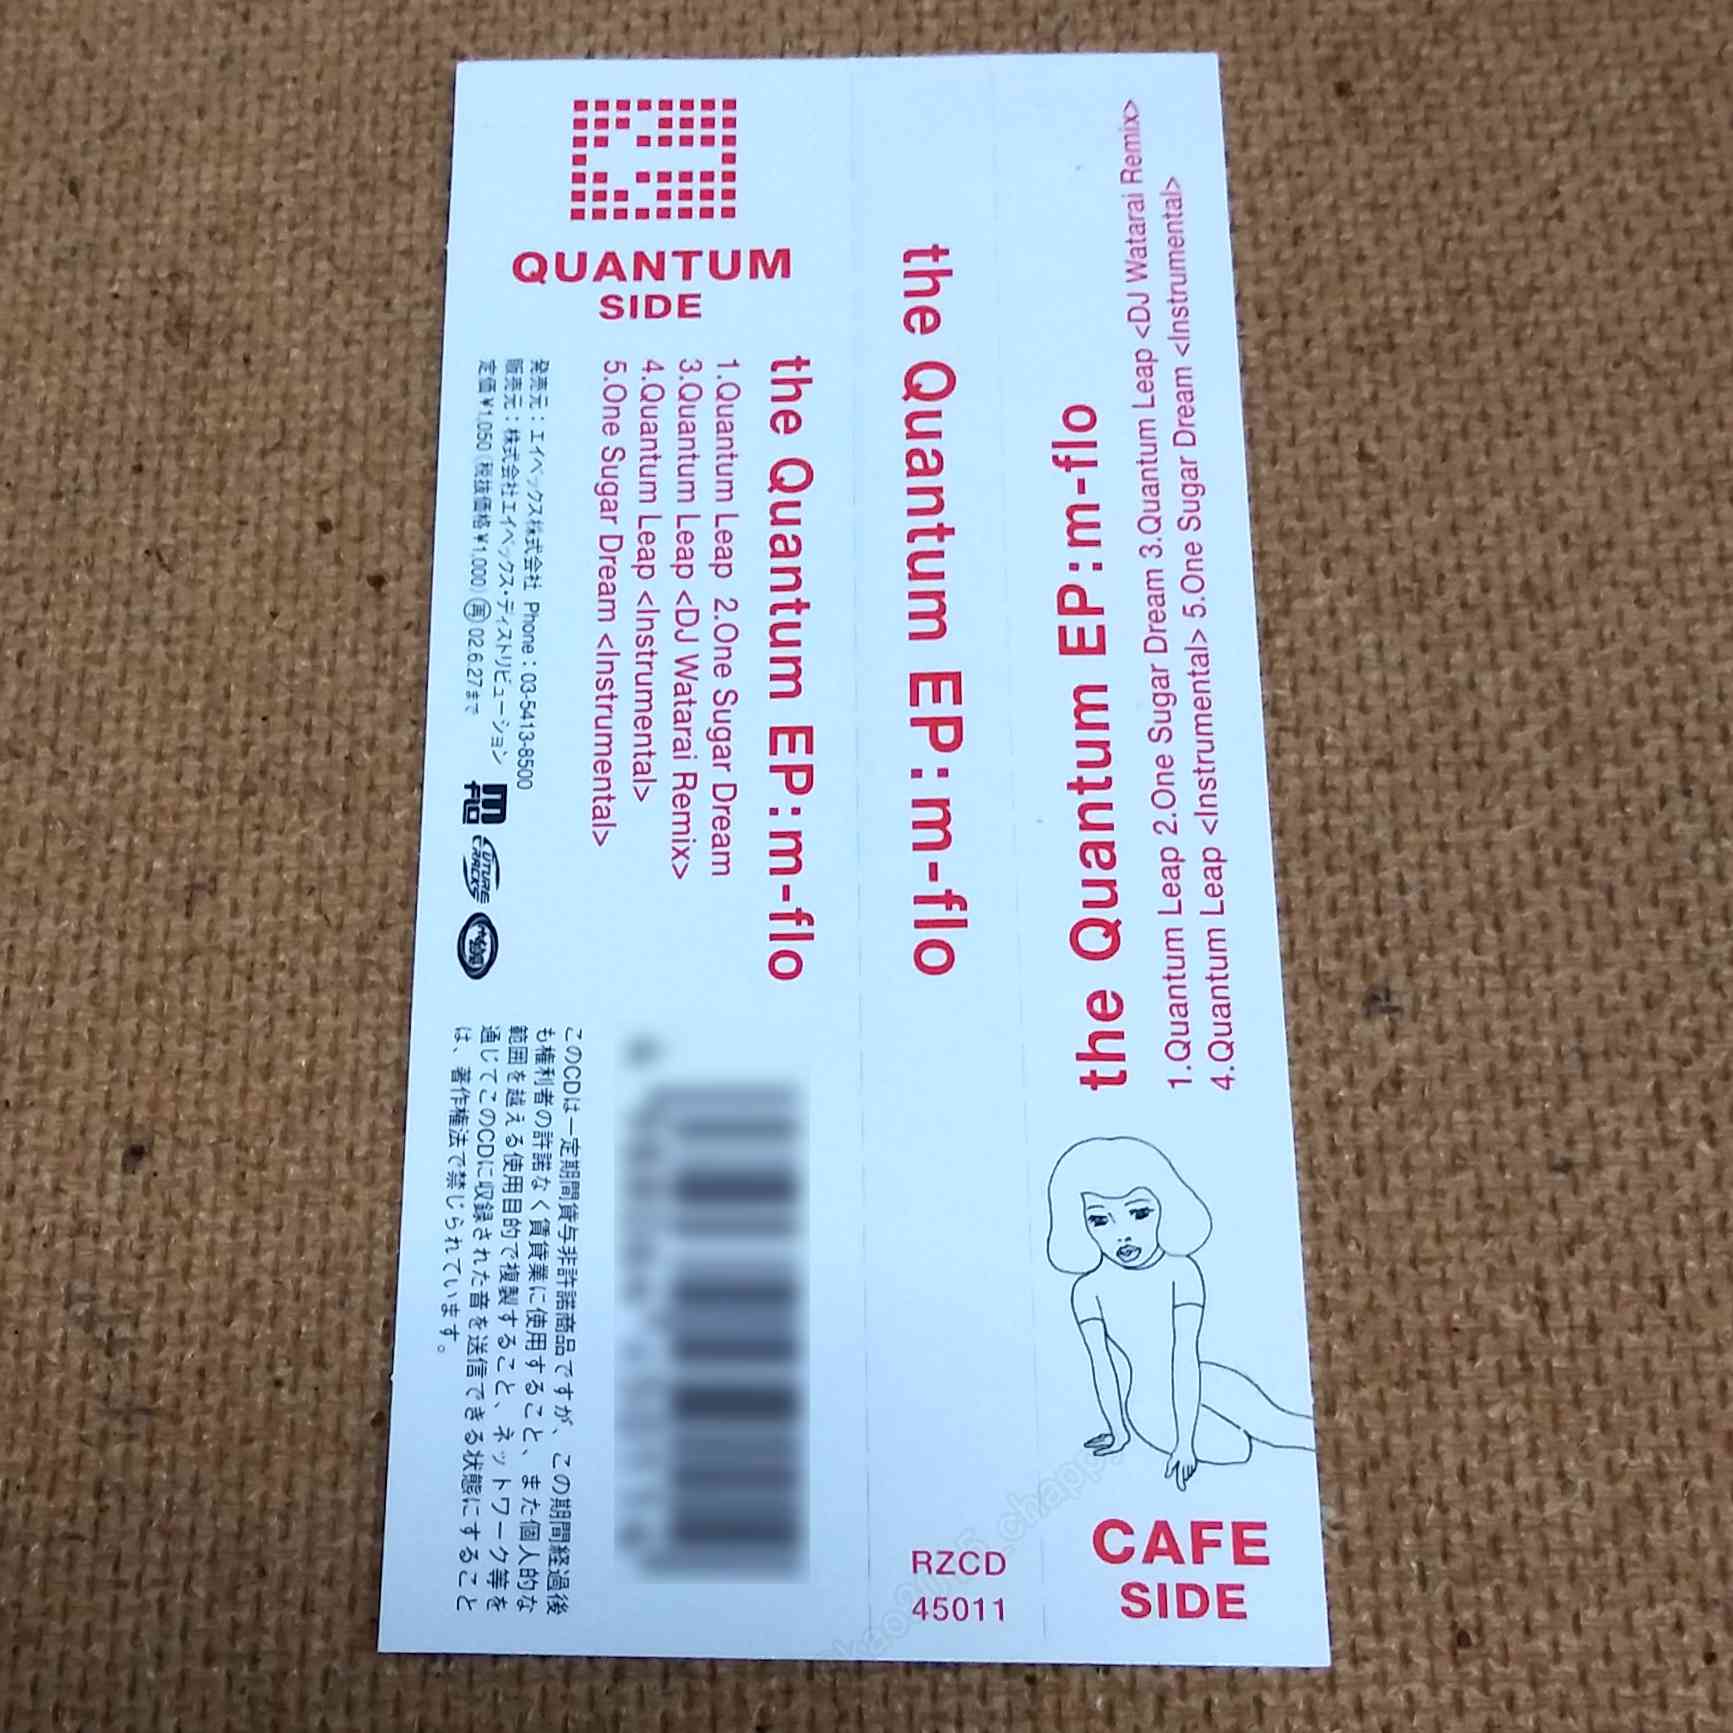 QUANTUM
SIDE
the Quantum EP:m-flo
1.Quantum Leap 2.One Sugar Dream
3.Quantum Leap <DJ Watarai Remix>
4.Quantum Leap <Instrumental>
5.One Sugar Dream <Instrumental>
発売元:エイベックス株式会社 Phone:03-5413-8500
販売元:株式会社エイベックス・ディストリビューション
定価¥1,050(税抜価格¥1,000)再02.6.27まで
m
flo
CUTURE
CRACKS
このCDは一定期間貸与非許諾商品ですが、この期間経過後
も権利者の許諾なく賃貸業に使用すること、また個人的な
範囲を越える使用目的で複製すること、ネットワーク等を
通じてこのCDに収録された音を送信できる状態にすること
は、著作権法で禁じられています。
the Quantum EP:m-flo
RZCD
45011
the Quantum EP:m-flo
1.Quantum Leap 2.One Sugar Dream 3.Quantum Leap <DJ Watarai Remix>
4.Quantum Leap <Instrumental> 5.One Sugar Dream <Instrumental>
CAFE
SIDE